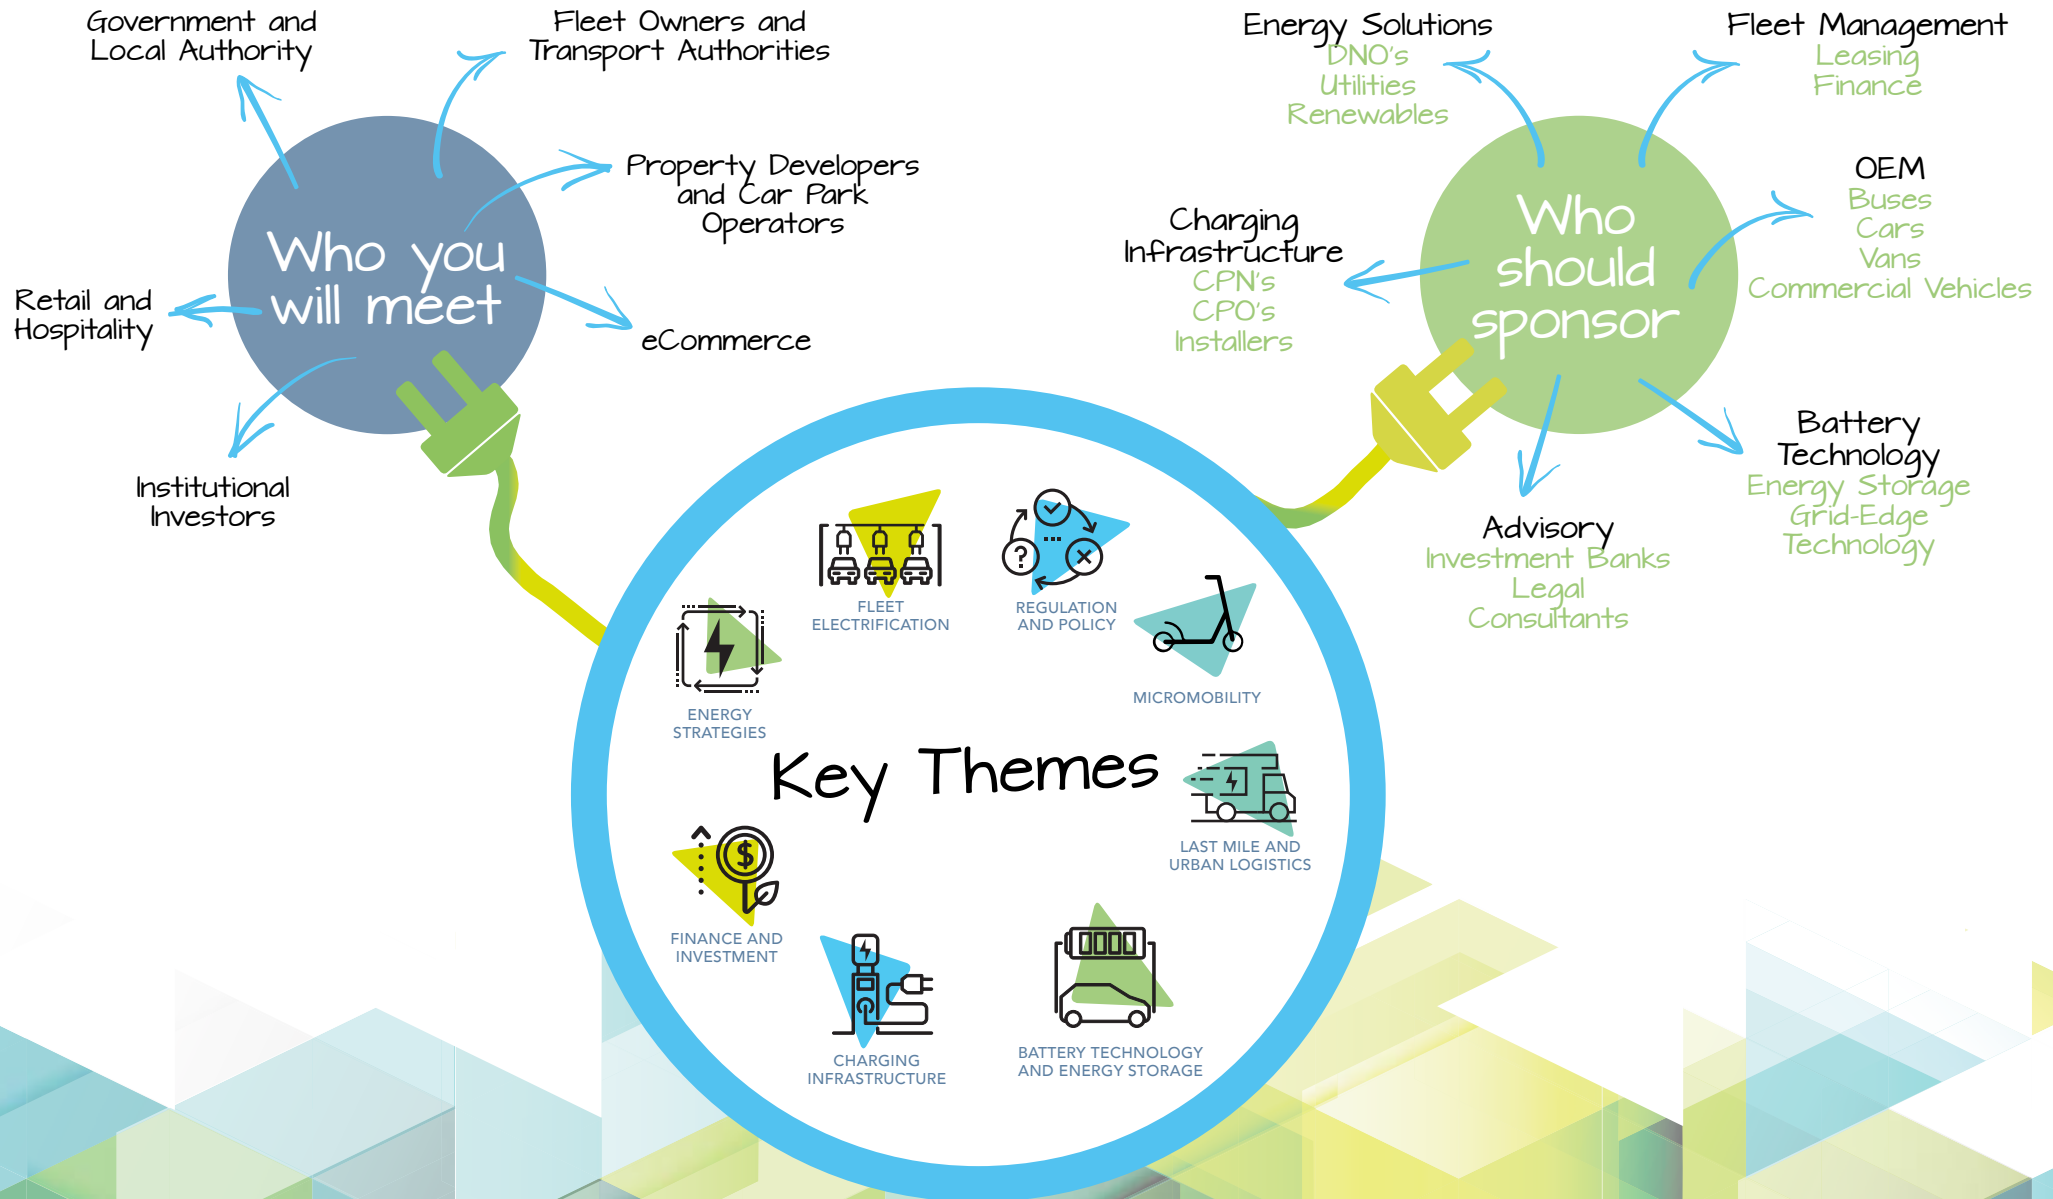 Government and
Local Authority
Fleet Owners and
Transport Authorities
Property Developers
and Car Park
Operators
Who you
will meet
Retail and
Hospitality
eCommerce
Institutional
Investors
Energy Solutions
DNO's
Utilities
Renewables
Fleet Management
Leasing
Finance
OEM
Buses
Cars
Vans
Commercial Vehicles
Charging
Infrastructure
CPN's
CPO's
Installers
Who
should
sponsor
Battery
Technology
Energy Storage
Grid-Edge
Technology
Advisory
Investment Banks
Legal
Consultants
FLEET
ELECTRIFICATION
?
REGULATION
AND POLICY
MICROMOBILITY
ENERGY
STRATEGIES
Key Themes
LAST MILE AND
URBAN LOGISTICS
$
FINANCE AND
INVESTMENT
CHARGING
INFRASTRUCTURE
BATTERY TECHNOLOGY
AND ENERGY STORAGE